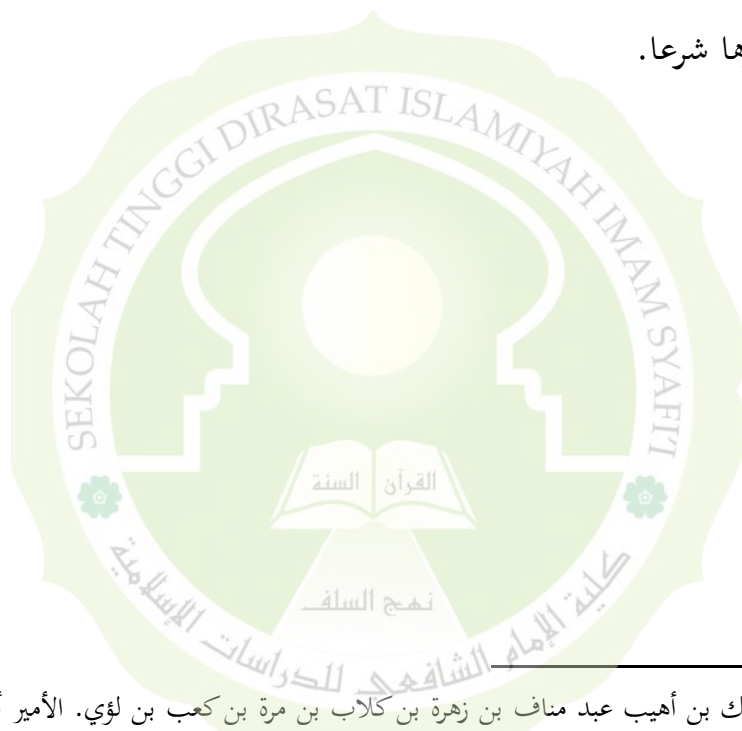 ها شرعا.
SEKOLAH TINGGI DIRASAT ISLAMIYAH IMAM SYAFI'I
القرآن
السنة
نهج السلف
كلية الإمام الشافعي للدراسات الإسلامية
ك بن أهيب عبد مناف بن زهرة بن كلاب بن مرة بن كعب بن لؤي. الأمير